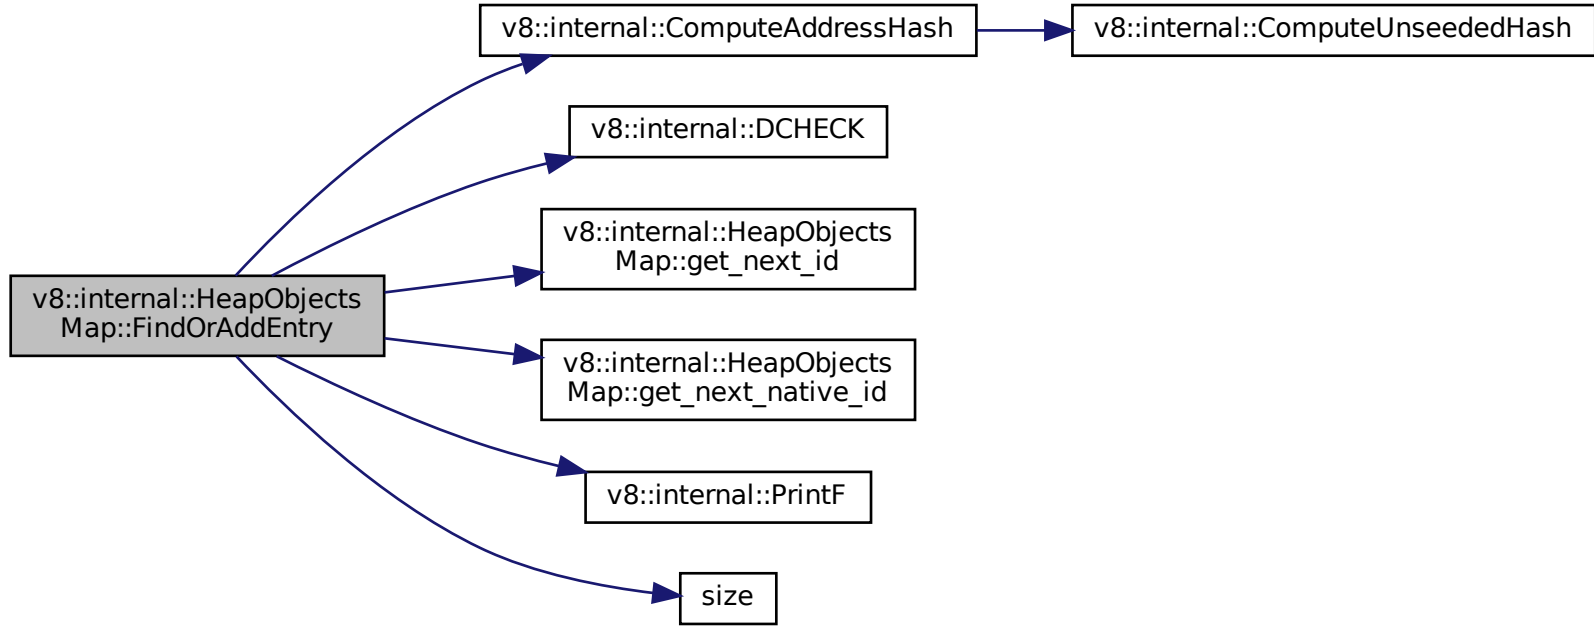 v8::internal::HeapObjects
Map::FindOrAddEntry
v8::internal::ComputeAddressHash
v8::internal::ComputeUnseededHash
v8::internal::DCHECK
v8::internal::HeapObjects
Map::get_next_id
v8::internal::HeapObjects
Map::get_next_native_id
v8::internal::PrintF
size